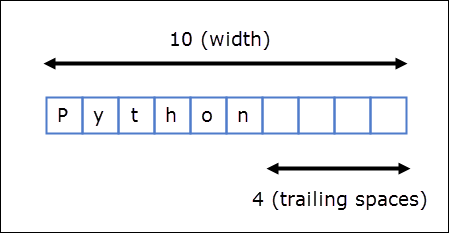 10 (width)
P y t h o n
4 (trailing spaces)